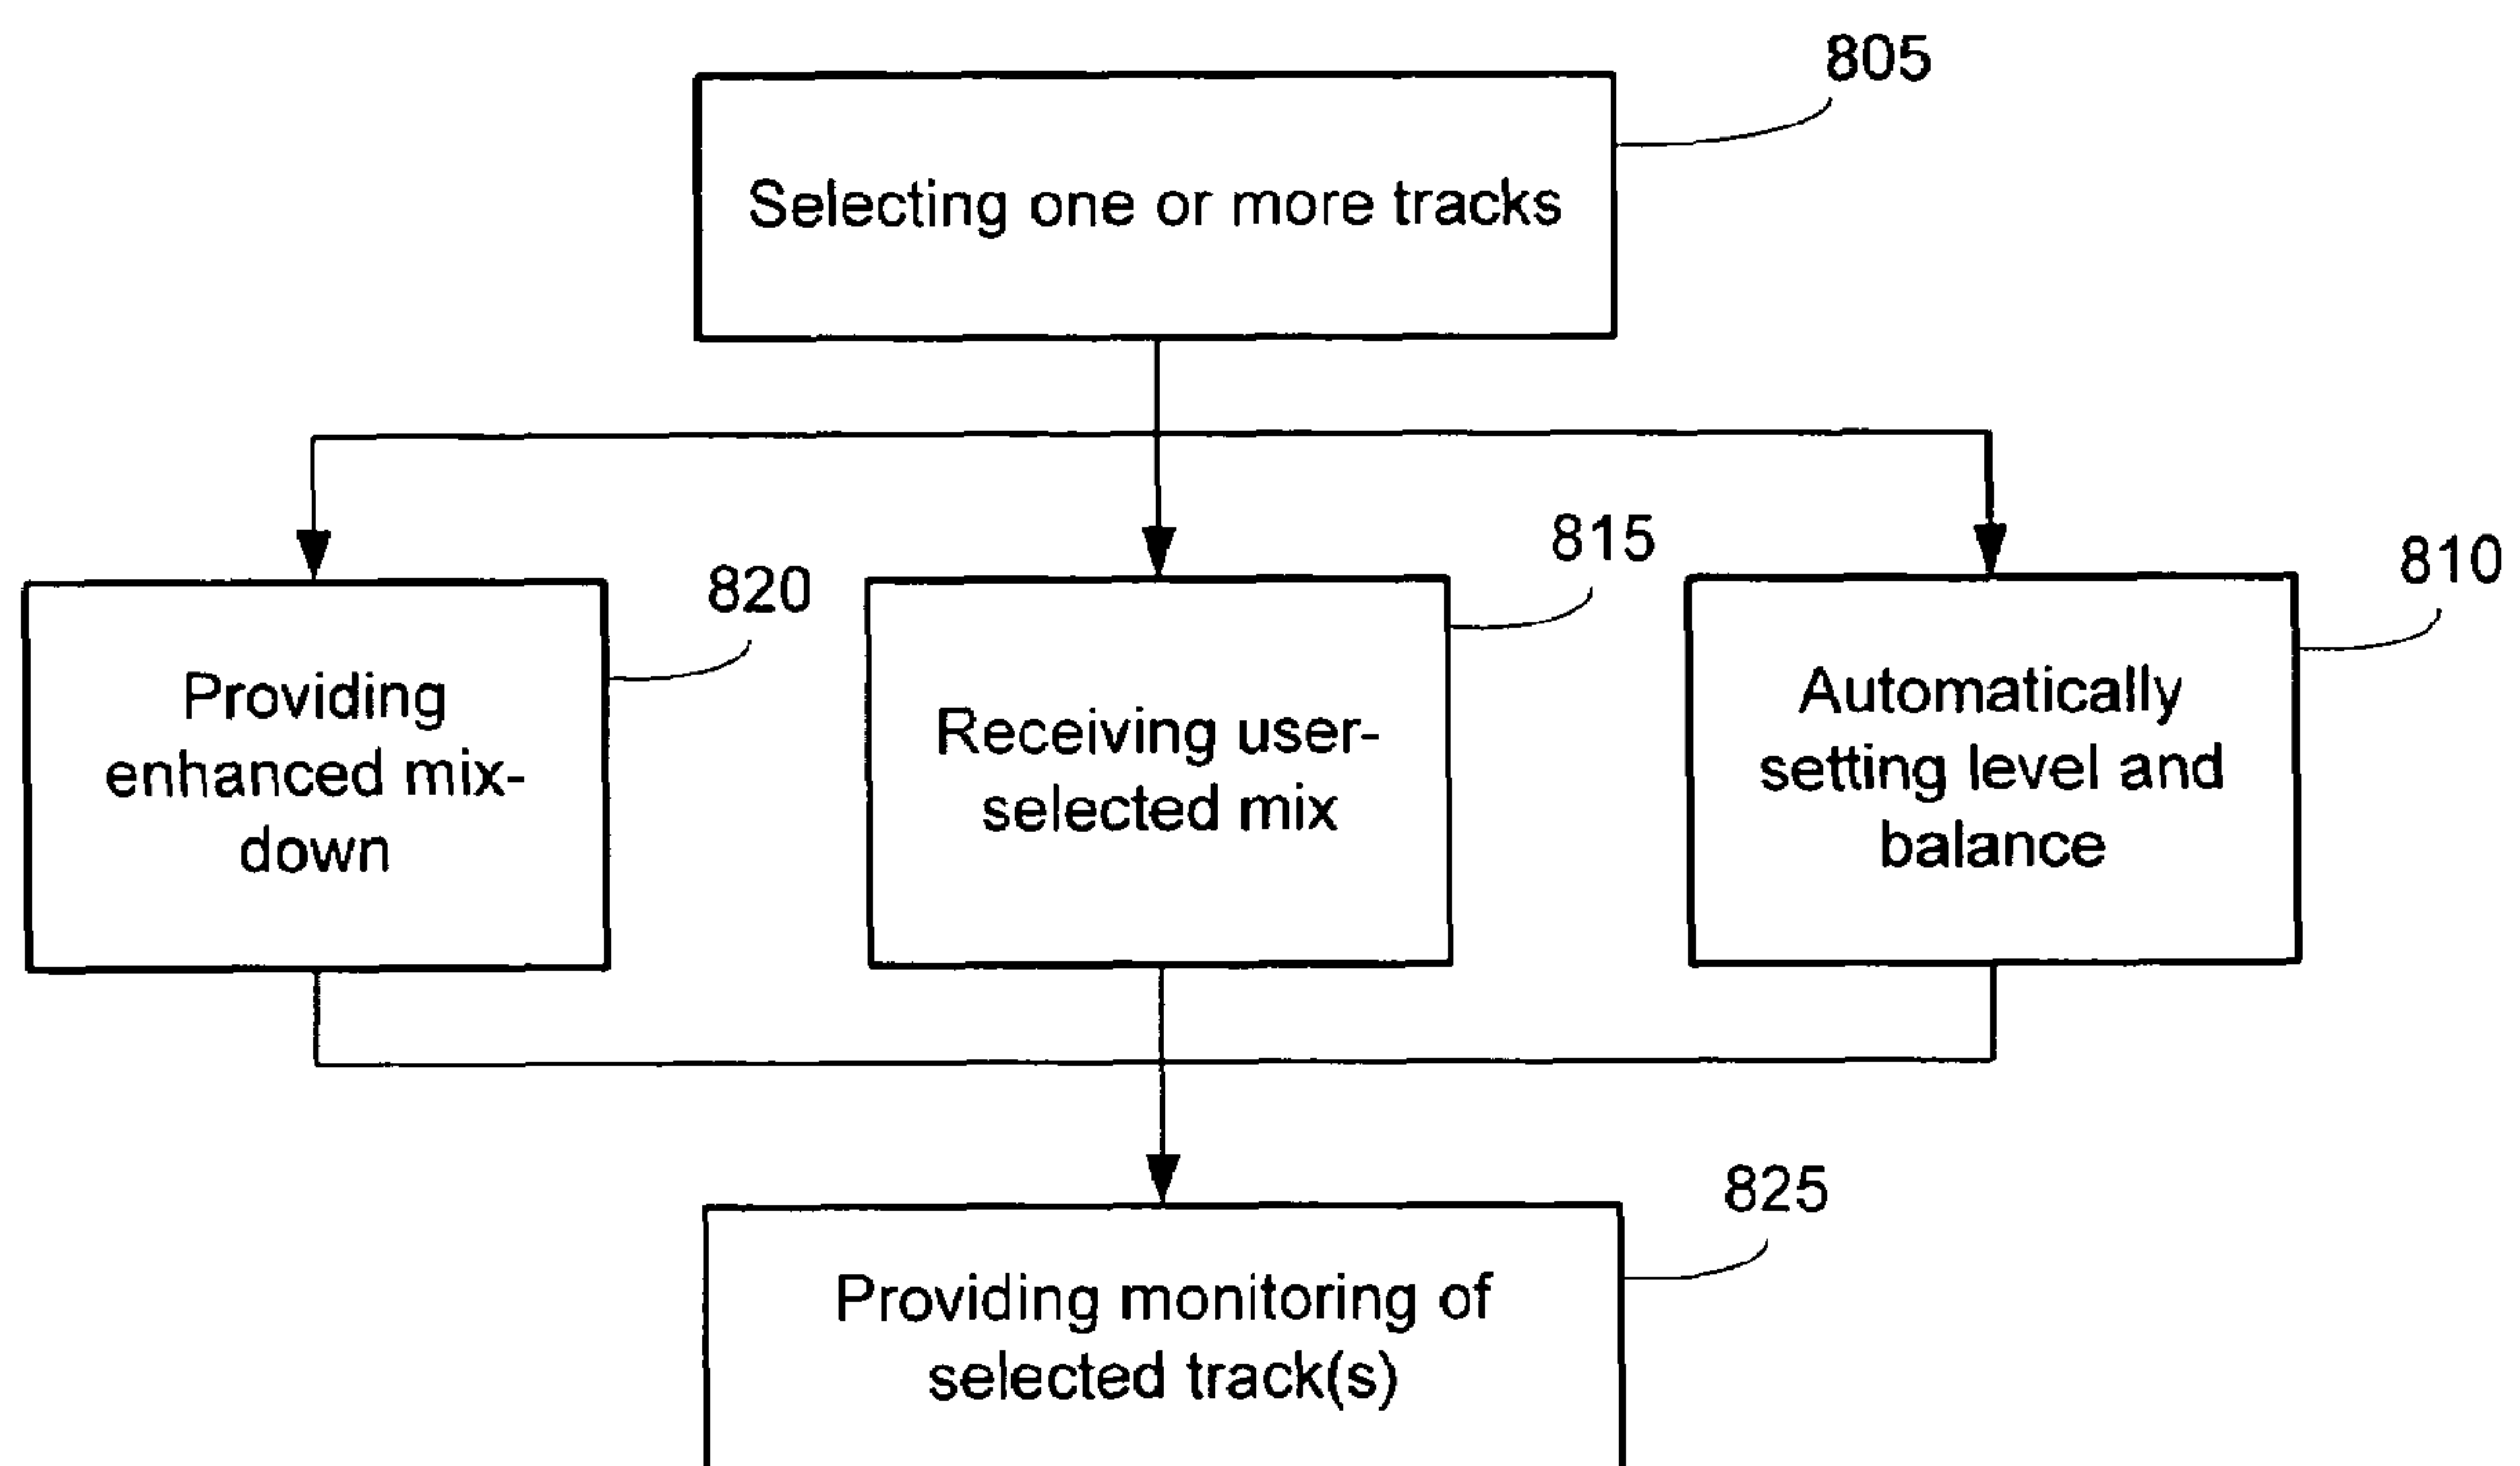 805
Selecting one or more tracks
820
Providing
enhanced mix-
down
815
Receiving user-
selected mix
810
Automatically
setting level and
balance
825
Providing monitoring of
selected track(s)